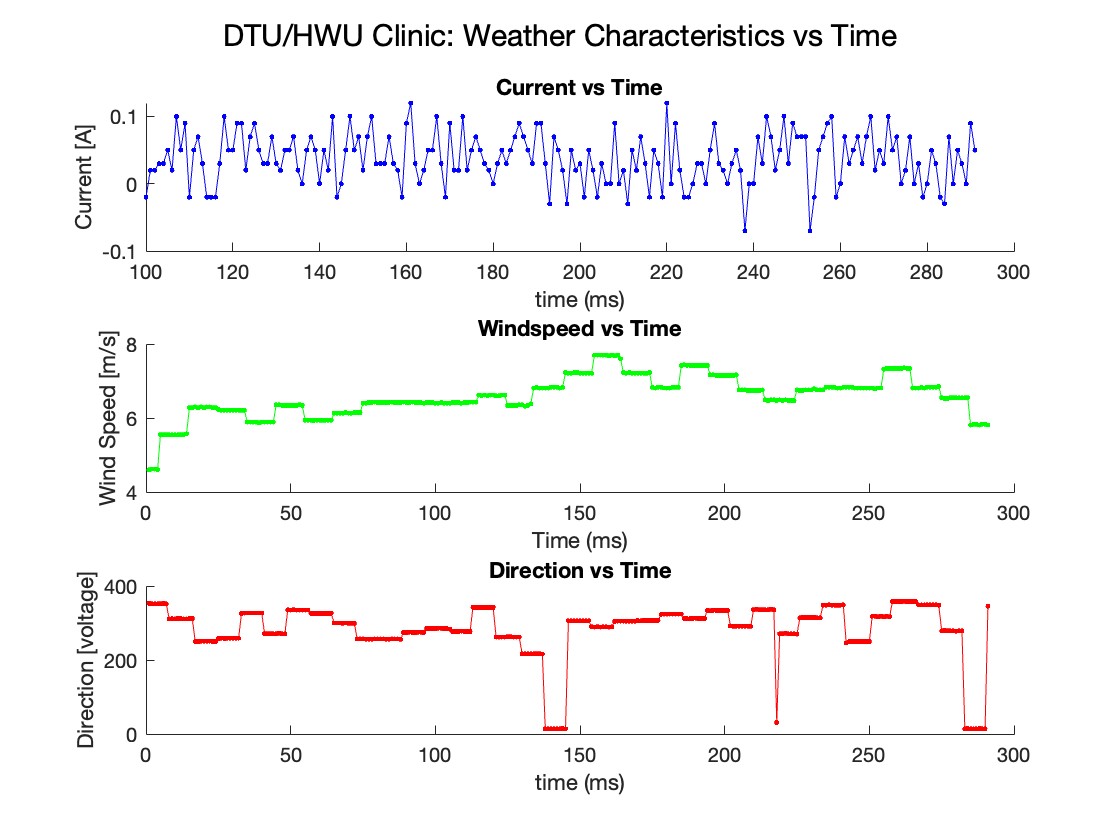 DTU/HWU Clinic: Weather Characteristics vs Time
Current vs Time
Current [A]
0.1
0
-0.1
100 120 140 160 180 200 220 240 260 280 300
time (ms)
Windspeed vs Time
Wind Speed [m/s]
8
6
4
0 50 100 150 200 250 300
Time (ms)
Direction vs Time
Direction [voltage]
400
200
0
0 50 100 150 200 250 300
time (ms)